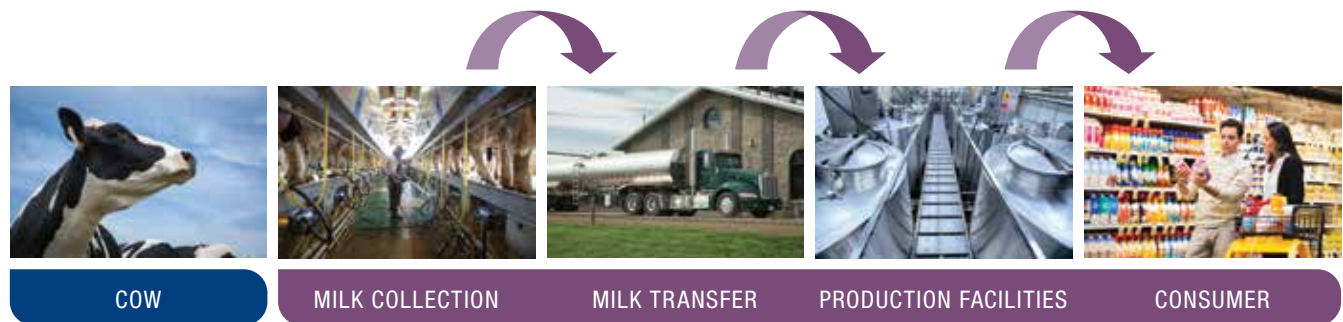 COW
MILK COLLECTION
MILK TRANSFER
PRODUCTION FACILITIES
CONSUMER